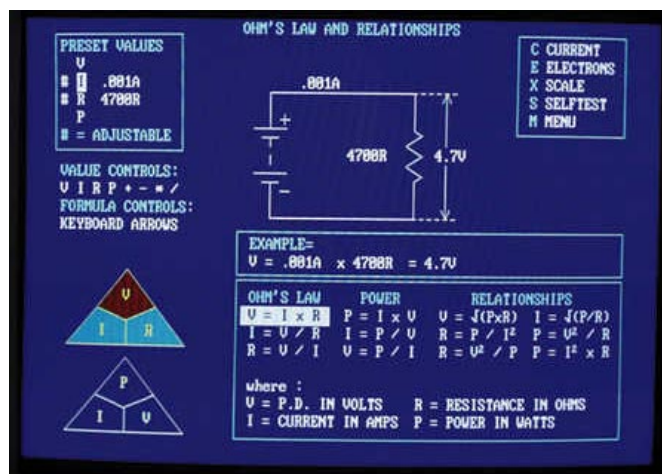 OHM'S LAW AND RELATIONSHIPS
PRESET VALUES
V
# I .001A
# R 4700R
P
# = ADJUSTABLE
VALUE CONTROLS:
V I R P + - * /
FORMULA CONTROLS:
KEYBOARD ARROWS
.001A
+
4700R
4.7V
-
C CURRENT
E ELECTRONS
X SCALE
S SELFTEST
M MENU
EXAMPLE=
V = .001A x 4700R = 4.7V
V
I R
P
I V
OHM'S LAW POWER RELATIONSHIPS
V = I x R P = I x V V = √(PxR) I = √(P/R)
I = V / R I = P / V R = P / I² P = V² / R
R = V / I V = P / I R = V² / P P = I² x R
where :
V = P.D. IN VOLTS R = RESISTANCE IN OHMS
I = CURRENT IN AMPS P = POWER IN WATTS